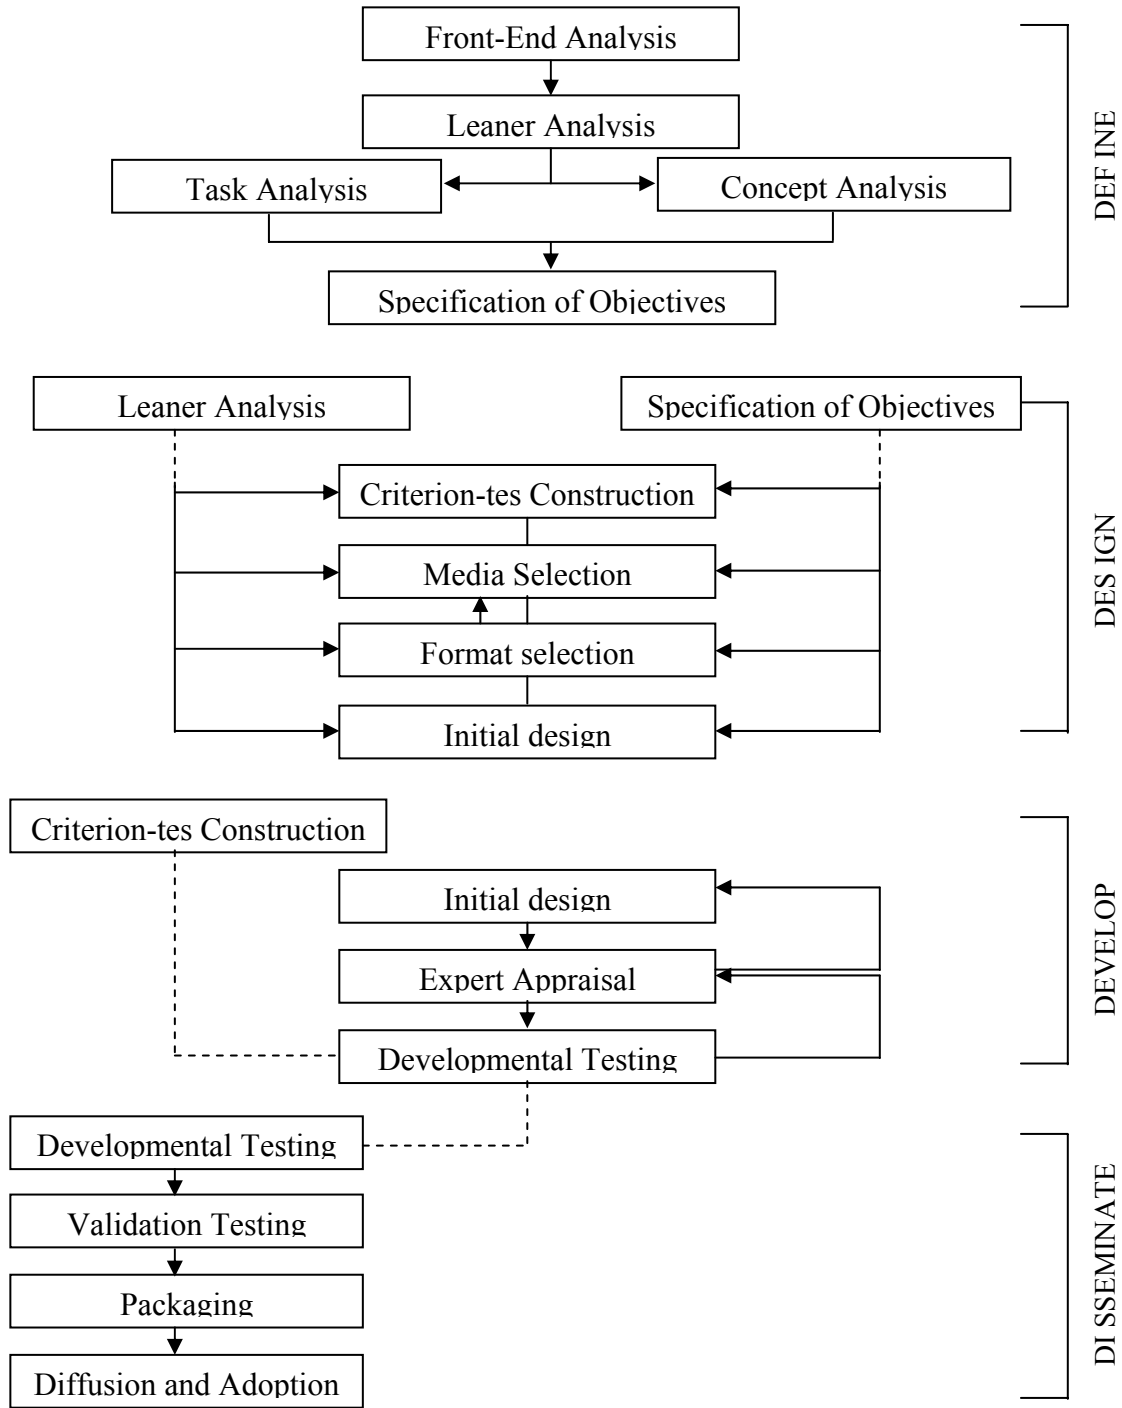 Front-End Analysis
Leaner Analysis
Task Analysis
Concept Analysis
Specification of Objectives
DEF INE
Leaner Analysis
Specification of Objectives
Criterion-tes Construction
Media Selection
Format selection
Initial design
DES IGN
Criterion-tes Construction
Initial design
Expert Appraisal
Developmental Testing
DEVELOP
Developmental Testing
Validation Testing
Packaging
Diffusion and Adoption
DI SSEMINATE